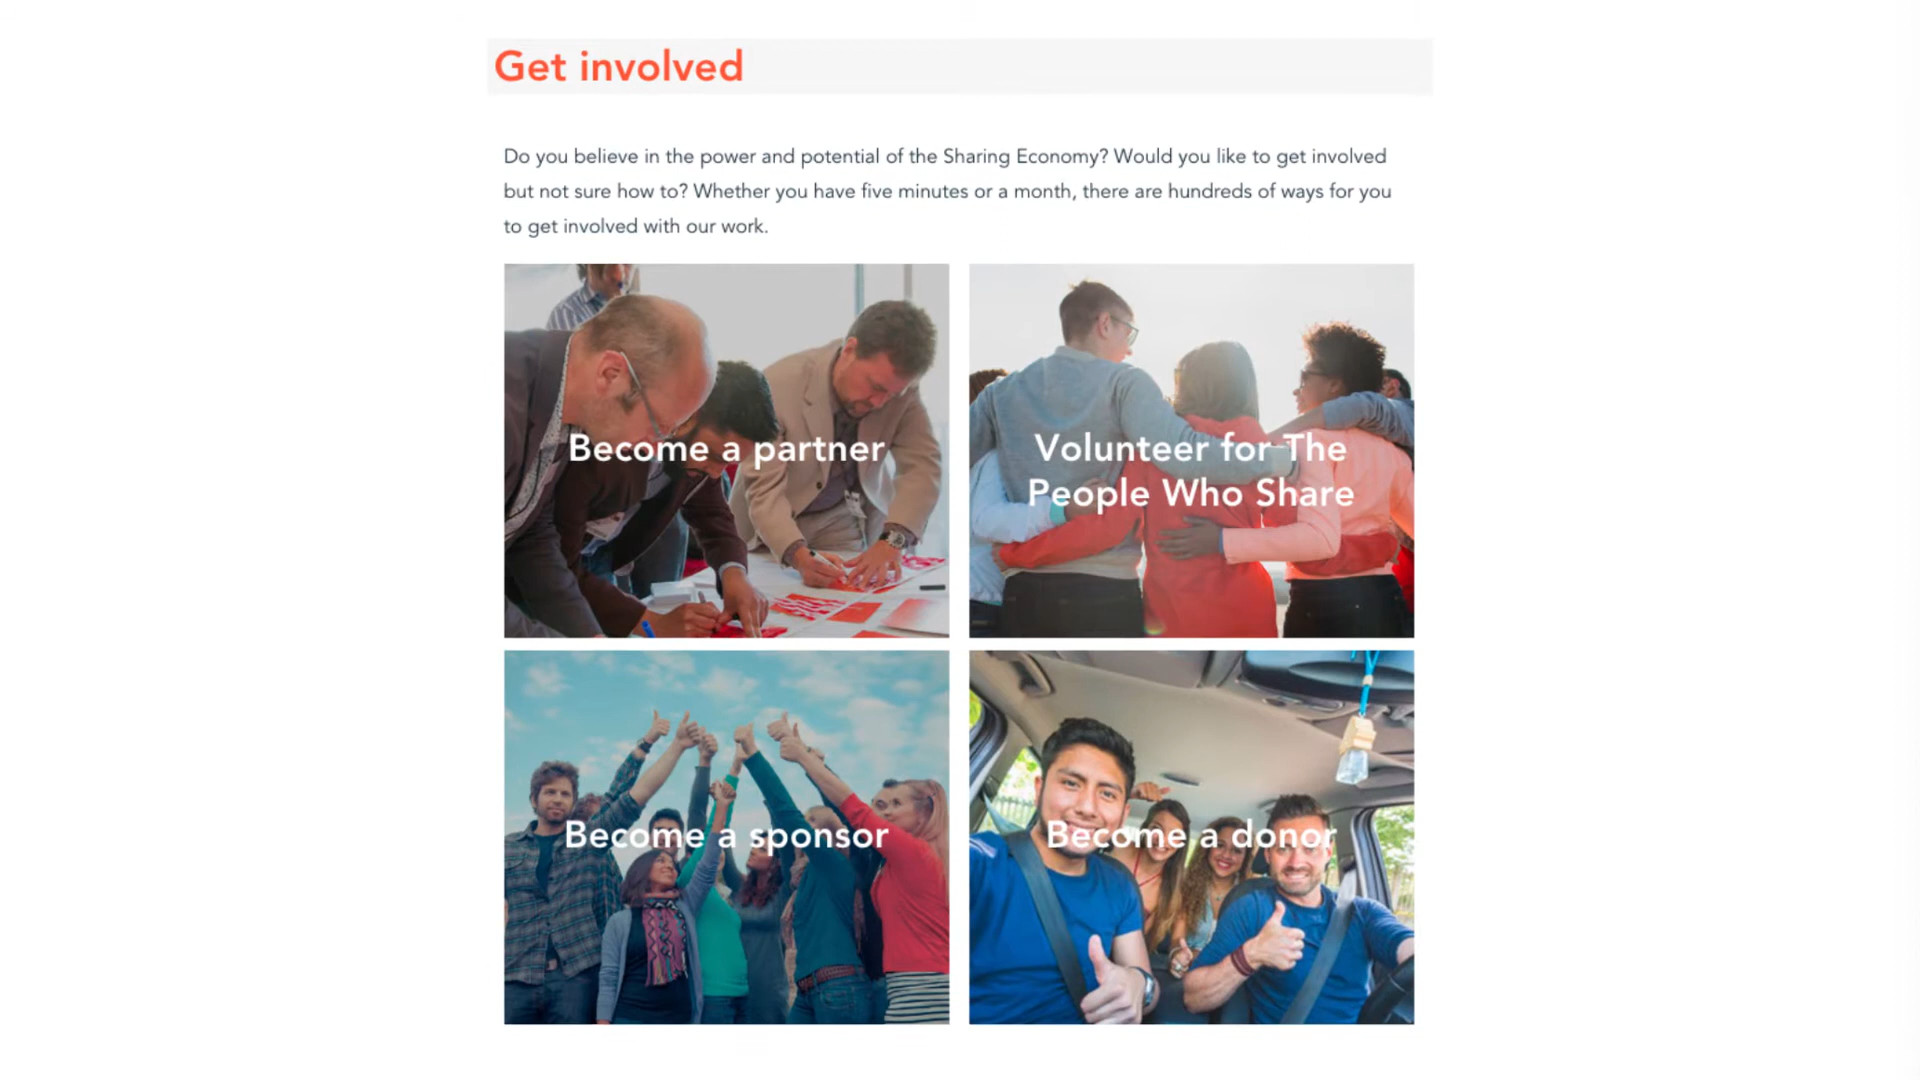 Get involved
Do you believe in the power and potential of the Sharing Economy? Would you like to get involved
but not sure how to? Whether you have five minutes or a month, there are hundreds of ways for you
to get involved with our work.
Become a partner
Volunteer for The
People Who Share
Become a sponsor
Become a donor